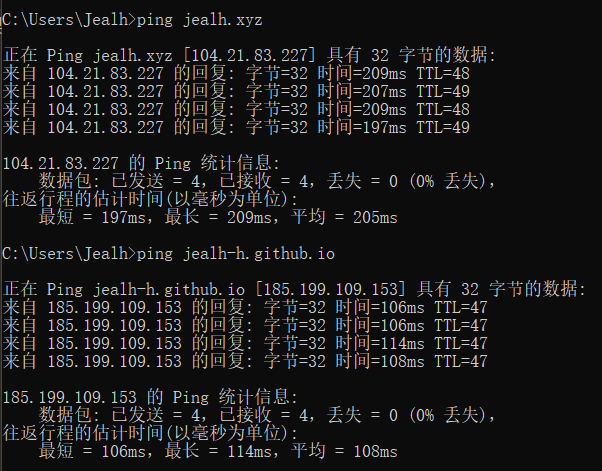 C:\Users\Jealh>ping jealh.xyz
正在 Ping jealh.xyz [104.21.83.227] 具有 32 字节的数据:
来自 104.21.83.227 的回复: 字节=32 时间=209ms TTL=48
来自 104.21.83.227 的回复: 字节=32 时间=207ms TTL=49
来自 104.21.83.227 的回复: 字节=32 时间=209ms TTL=48
来自 104.21.83.227 的回复: 字节=32 时间=197ms TTL=49
104.21.83.227 的 Ping 统计信息:
数据包: 已发送 = 4，已接收 = 4，丢失 = 0 (0% 丢失)，
往返行程的估计时间(以毫秒为单位):
最短 = 197ms，最长 = 209ms，平均 = 205ms
C:\Users\Jealh>ping jealh-h.github.io
正在 Ping jealh-h.github.io [185.199.109.153] 具有 32 字节的数据:
来自 185.199.109.153 的回复: 字节=32 时间=106ms TTL=47
来自 185.199.109.153 的回复: 字节=32 时间=106ms TTL=47
来自 185.199.109.153 的回复: 字节=32 时间=114ms TTL=47
来自 185.199.109.153 的回复: 字节=32 时间=108ms TTL=47
185.199.109.153 的 Ping 统计信息:
数据包: 已发送 = 4，已接收 = 4，丢失 = 0 (0% 丢失)，
往返行程的估计时间(以毫秒为单位):
最短 = 106ms，最长 = 114ms，平均 = 108ms